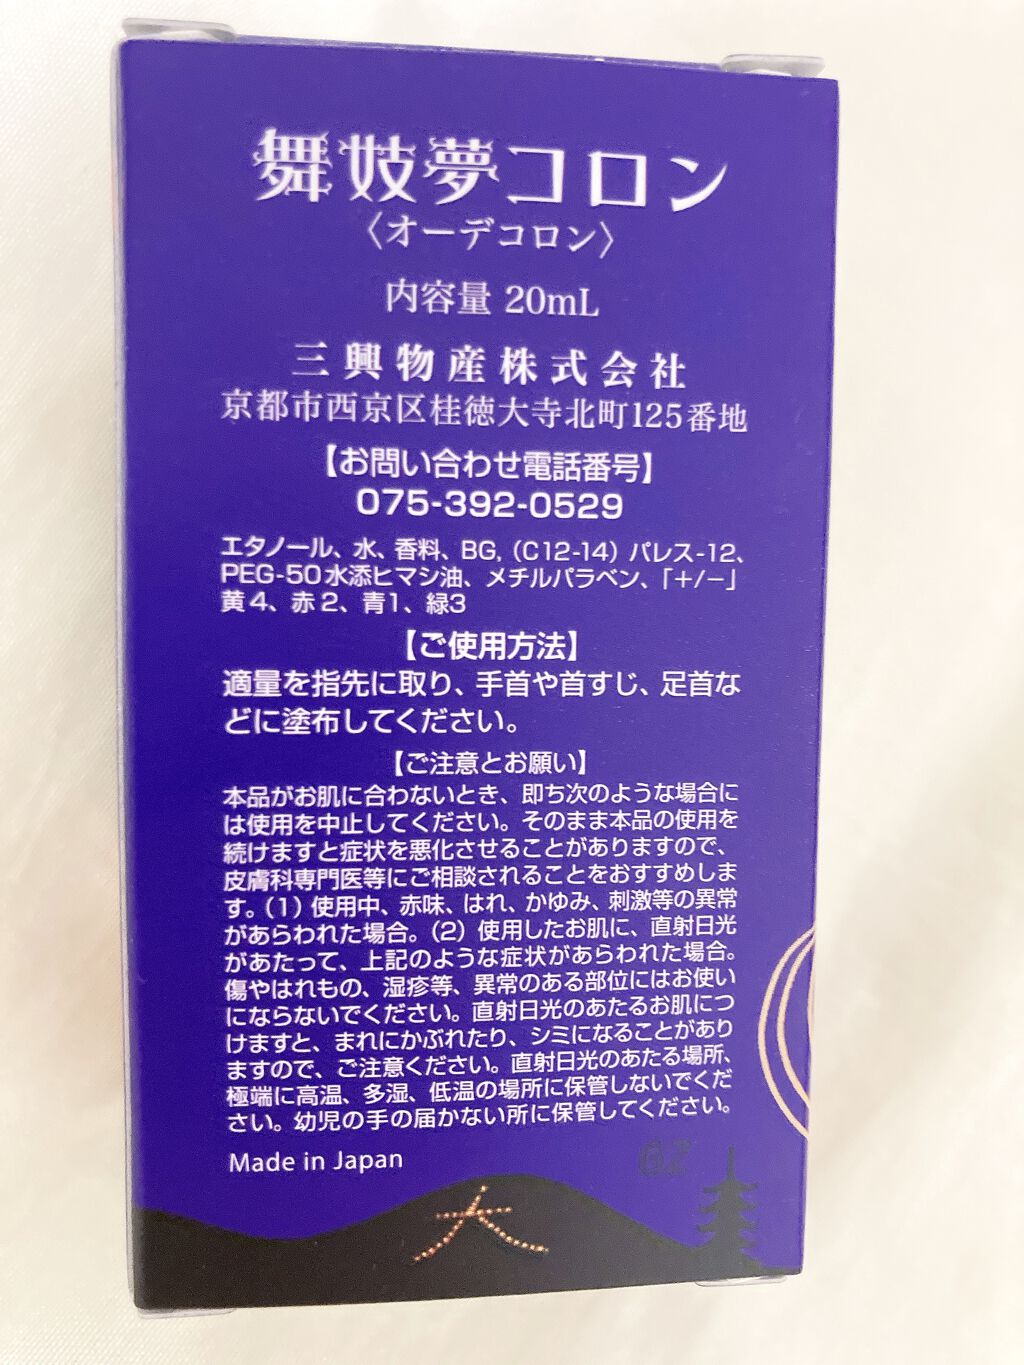 舞妓夢コロン
〈オーデコロン〉
内容量 20mL
三興物産株式会社
京都市西京区桂徳大寺北町125番地
【お問い合わせ電話番号】
075-392-0529
エタノール、水、香料、BG,（C12-14）パレス-12、
PEG-50水添ヒマシ油、メチルパラベン、「+/−」
黄4、赤2、青1、緑3
【ご使用方法】
適量を指先に取り、手首や首すじ、足首な
どに塗布してください。
【ご注意とお願い】
本品がお肌に合わないとき、即ち次のような場合に
は使用を中止してください。そのまま本品の使用を
続けますと症状を悪化させることがありますので、
皮膚科専門医等にご相談されることをおすすめしま
す。（1）使用中、赤味、はれ、かゆみ、刺激等の異常
があらわれた場合。（2）使用したお肌に、直射日光
があたって、上記のような症状があらわれた場合。
傷やはれもの、湿疹等、異常のある部位にはお使い
にならないでください。直射日光のあたるお肌につ
けますと、まれにかぶれたり、シミになることがあり
ますので、ご注意ください。直射日光のあたる場所、
極端に高温、多湿、低温の場所に保管しないでくだ
さい。幼児の手の届かない所に保管してください。
Made in Japan
大